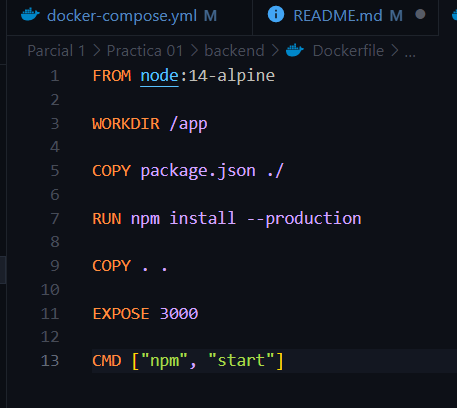 docker-compose.yml M README.md M
Parcial 1 > Practica 01 > backend > Dockerfile > ...
1 FROM node:14-alpine
2
3 WORKDIR /app
4
5 COPY package.json ./
6
7 RUN npm install --production
8
9 COPY . .
10
11 EXPOSE 3000
12
13 CMD ["npm", "start"]